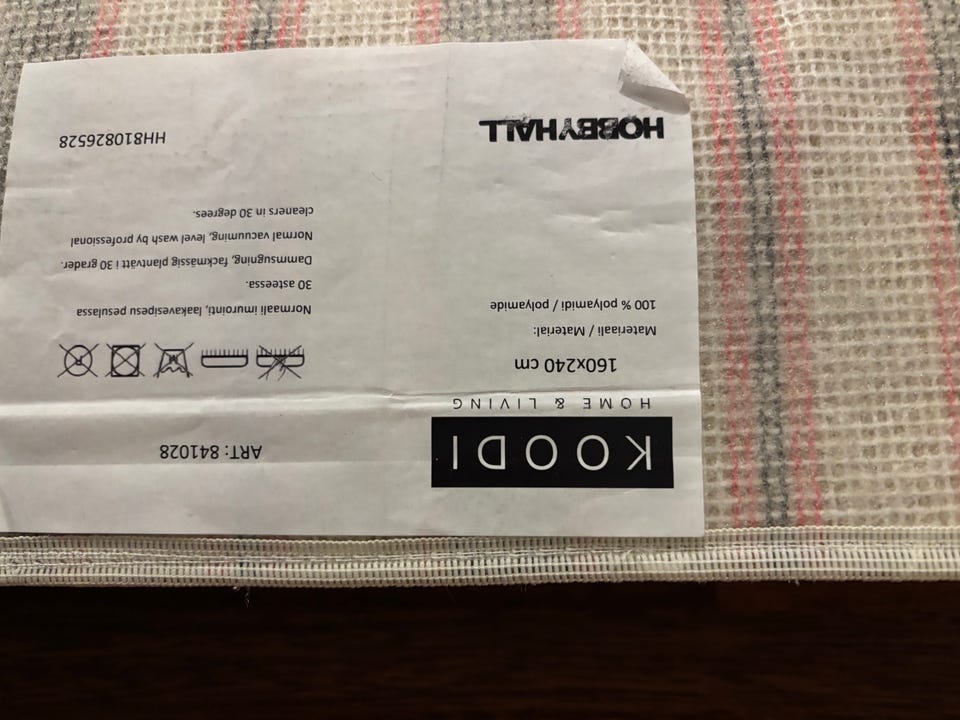 KOODI
HOME & LIVING
160x240 cm
Materiaali / Material:
100 % polyamidi / polyamide
HOBBYHALL
ART: 841028
Normaali imurointi, laakavesipesu pesulassa
30 asteessa.
Dammsugning, fackmässig plantvätt i 30 grader.
Normal vacuuming, level wash by professional
cleaners in 30 degrees.
HH810826528